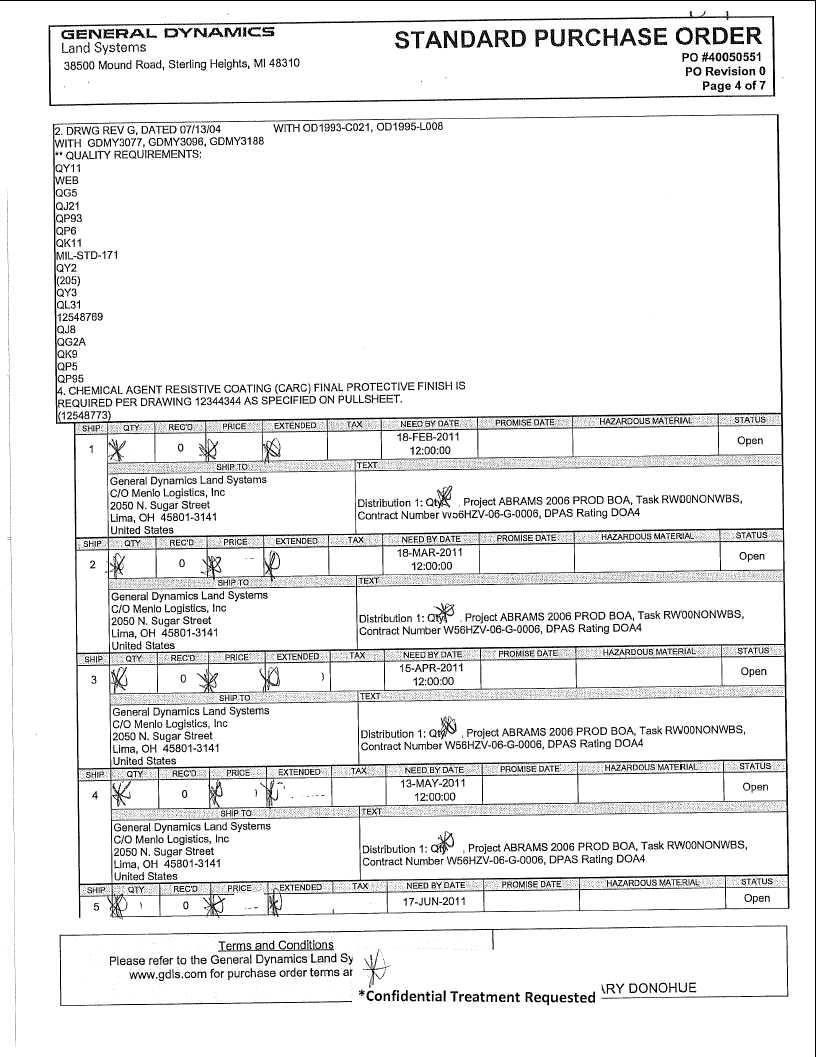 GENERAL DYNAMICS
Land Systems
38500 Mound Road, Sterling Heights, MI 48310
STANDARD PURCHASE ORDER
PO #40050551
PO Revision 0
Page 4 of 7
2. DRWG REV G, DATED 07/13/04 WITH OD1993-C021, OD1995-L008
WITH GDMY3077, GDMY3096, GDMY3188
** QUALITY REQUIREMENTS:
QY11
WEB
QG5
QJ21
QP93
QP6
QK11
MIL-STD-171
QY2
(205)
QY3
QL31
12548769
QJ8
QG2A
QK9
QP5
QP95
4. CHEMICAL AGENT RESISTIVE COATING (CARC) FINAL PROTECTIVE FINISH IS
REQUIRED PER DRAWING 12344344 AS SPECIFIED ON PULLSHEET.
(12548773)
SHIP QTY REC'D PRICE EXTENDED TAX NEED BY DATE PROMISE DATE HAZARDOUS MATERIAL STATUS
1 0 18-FEB-2011 Open
12:00:00
SHIP TO TEXT
General Dynamics Land Systems
C/O Menlo Logistics, Inc
2050 N. Sugar Street
Lima, OH 45801-3141
United States
Distribution 1: Qty , Project ABRAMS 2006 PROD BOA, Task RW00NONWBS,
Contract Number W56HZV-06-G-0006, DPAS Rating DOA4
SHIP QTY REC'D PRICE EXTENDED TAX NEED BY DATE PROMISE DATE HAZARDOUS MATERIAL STATUS
2 0 18-MAR-2011 Open
12:00:00
SHIP TO TEXT
General Dynamics Land Systems
C/O Menlo Logistics, Inc
2050 N. Sugar Street
Lima, OH 45801-3141
United States
Distribution 1: Qty , Project ABRAMS 2006 PROD BOA, Task RW00NONWBS,
Contract Number W56HZV-06-G-0006, DPAS Rating DOA4
SHIP QTY REC'D PRICE EXTENDED TAX NEED BY DATE PROMISE DATE HAZARDOUS MATERIAL STATUS
3 0 15-APR-2011 Open
12:00:00
SHIP TO TEXT
General Dynamics Land Systems
C/O Menlo Logistics, Inc
2050 N. Sugar Street
Lima, OH 45801-3141
United States
Distribution 1: Qty , Project ABRAMS 2006 PROD BOA, Task RW00NONWBS,
Contract Number W56HZV-06-G-0006, DPAS Rating DOA4
SHIP QTY REC'D PRICE EXTENDED TAX NEED BY DATE PROMISE DATE HAZARDOUS MATERIAL STATUS
4 0 13-MAY-2011 Open
12:00:00
SHIP TO TEXT
General Dynamics Land Systems
C/O Menlo Logistics, Inc
2050 N. Sugar Street
Lima, OH 45801-3141
United States
Distribution 1: Qty , Project ABRAMS 2006 PROD BOA, Task RW00NONWBS,
Contract Number W56HZV-06-G-0006, DPAS Rating DOA4
SHIP QTY REC'D PRICE EXTENDED TAX NEED BY DATE PROMISE DATE HAZARDOUS MATERIAL STATUS
5 0 17-JUN-2011 Open
Terms and Conditions
Please refer to the General Dynamics Land Sy
www.gdls.com for purchase order terms ar
*Confidential Treatment Requested
ARY DONOHUE